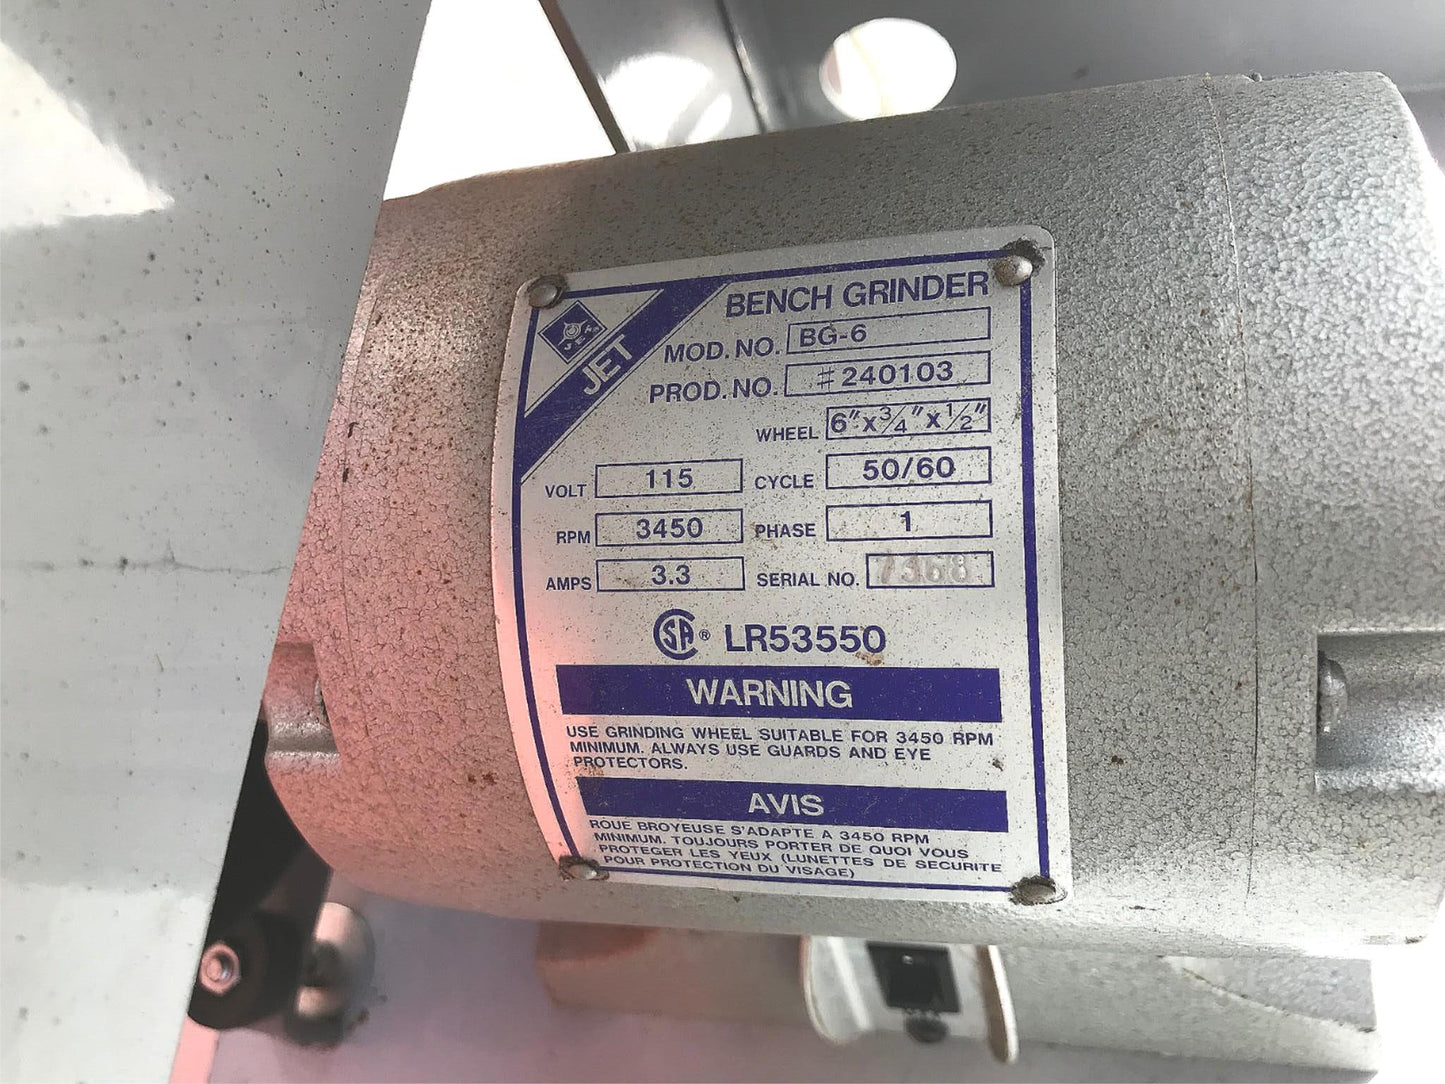 JET
JET
BENCH GRINDER
MOD. NO. BG-6
PROD. NO. #240103
WHEEL 6"x3/4"x1/2"
VOLT 115 CYCLE 50/60
RPM 3450 PHASE 1
AMPS 3.3 SERIAL NO. 7368
CSA ® LR53550
WARNING
USE GRINDING WHEEL SUITABLE FOR 3450 RPM
MINIMUM. ALWAYS USE GUARDS AND EYE
PROTECTORS.
AVIS
ROUE BROYEUSE S'ADAPTE A 3450 RPM
MINIMUM. TOUJOURS PORTER DE QUOI VOUS
PROTEGER LES YEUX (LUNETTES DE SECURITE
POUR PROTECTION DU VISAGE)